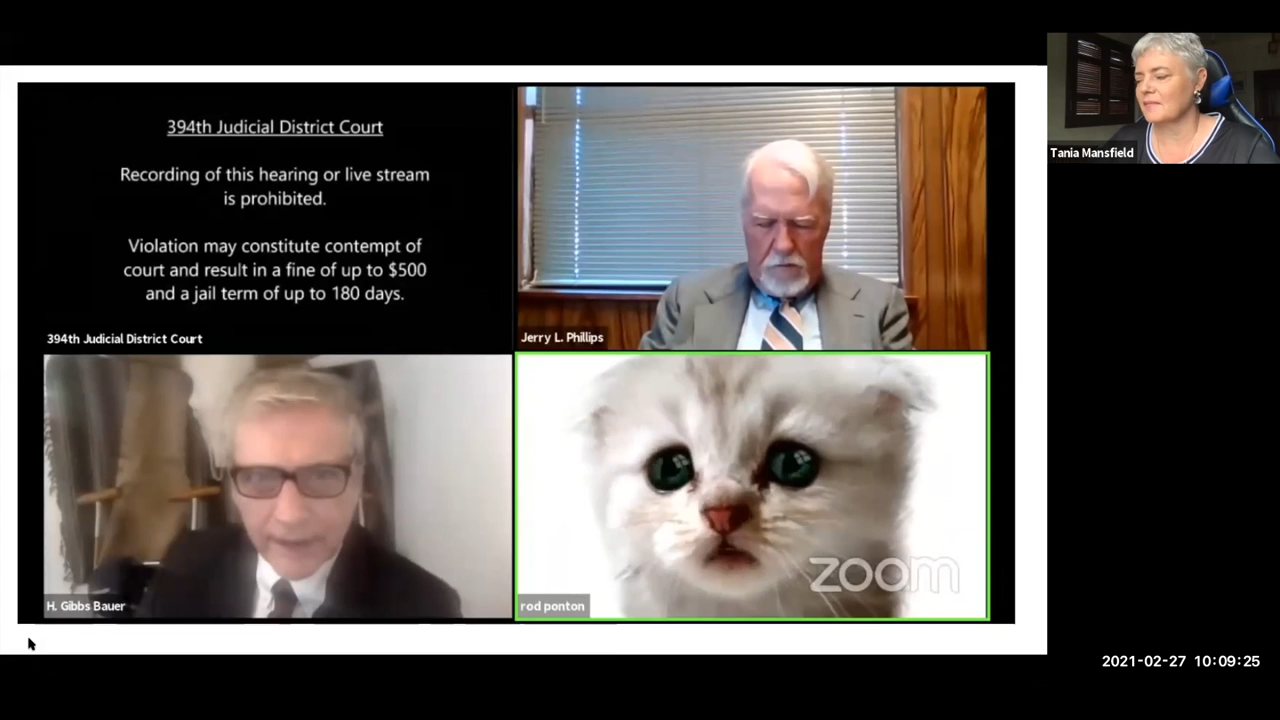 394th Judicial District Court
Recording of this hearing or live stream
is prohibited.
Violation may constitute contempt of
court and result in a fine of up to $500
and a jail term of up to 180 days.
394th Judicial District Court
Jerry L. Phillips
H. Gibbs Bauer
rod ponton
zoom
Tania Mansfield
2021-02-27 10:09:25